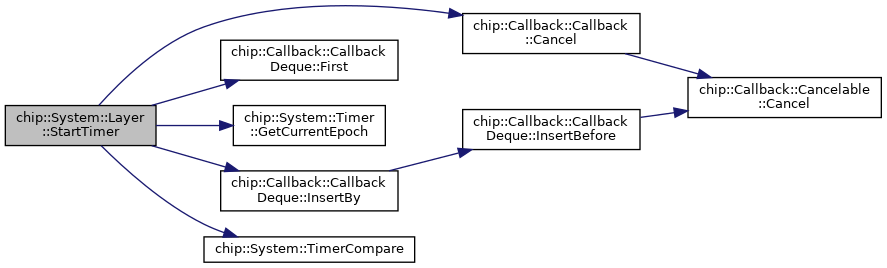 chip::System::Layer
::StartTimer
chip::Callback::Callback
Deque::First
chip::System::Timer
::GetCurrentEpoch
chip::Callback::Callback
Deque::InsertBy
chip::System::TimerCompare
chip::Callback::Callback
::Cancel
chip::Callback::Callback
Deque::InsertBefore
chip::Callback::Cancelable
::Cancel